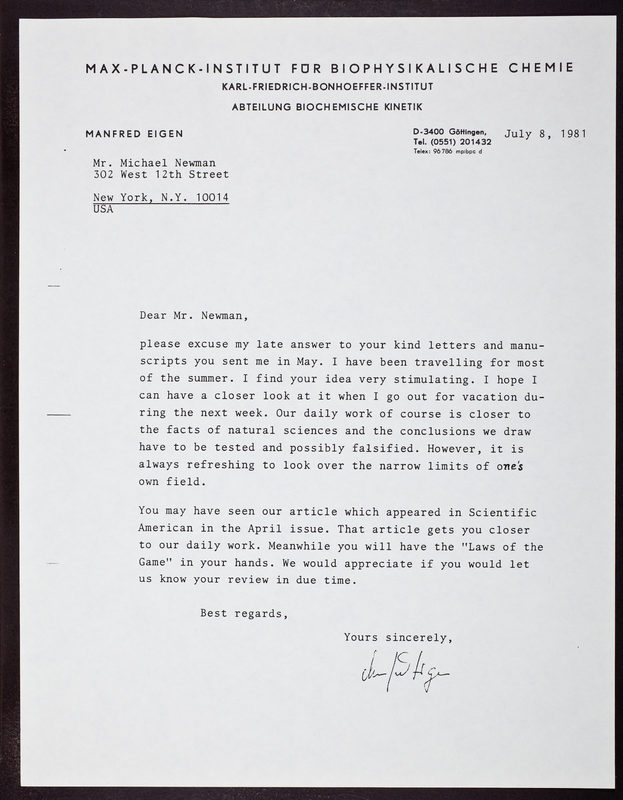 MAX-PLANCK-INSTITUT FÜR BIOPHYSIKALISCHE CHEMIE
KARL-FRIEDRICH-BONHOEFFER-INSTITUT
ABTEILUNG BIOCHEMISCHE KINETIK
MANFRED EIGEN
D-3400 Göttingen, July 8, 1981
Tel. (0551) 201432
Telex: 96786 mpibpc d
Mr. Michael Newman
302 West 12th Street
New York, N.Y. 10014
USA
Dear Mr. Newman,
please excuse my late answer to your kind letters and manu-
scripts you sent me in May. I have been travelling for most
of the summer. I find your idea very stimulating. I hope I
can have a closer look at it when I go out for vacation du-
ring the next week. Our daily work of course is closer to
the facts of natural sciences and the conclusions we draw
have to be tested and possibly falsified. However, it is
always refreshing to look over the narrow limits of one's
own field.
You may have seen our article which appeared in Scientific
American in the April issue. That article gets you closer
to our daily work. Meanwhile you will have the "Laws of the
Game" in your hands. We would appreciate if you would let
us know your review in due time.
Best regards,
Yours sincerely,